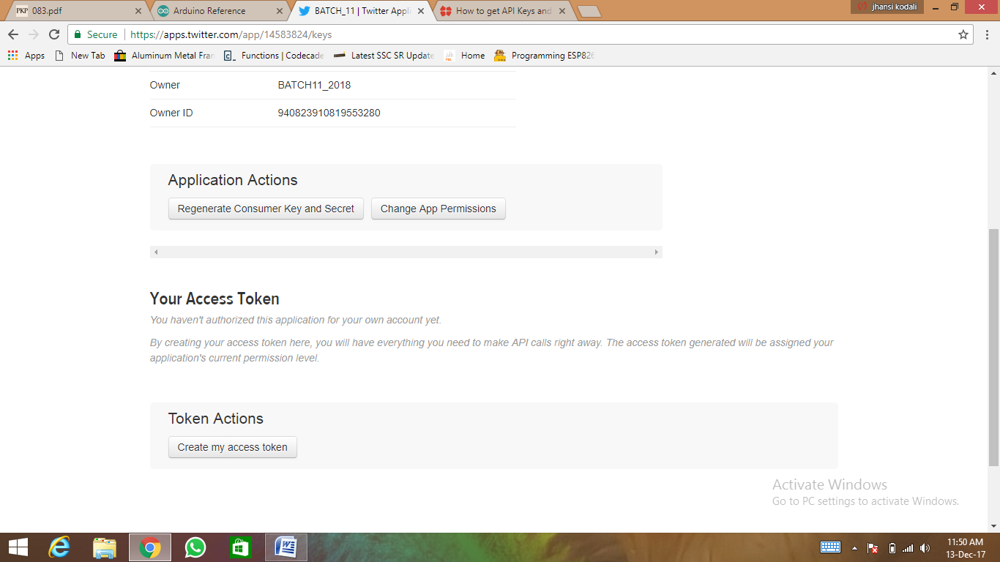 083.pdf
Arduino Reference
BATCH_11 | Twitter Appli
How to get API Keys and
jhansi kodali
Secure
https://apps.twitter.com/app/14583824/keys
Apps
New Tab
Aluminum Metal Fran
Functions | Codecade
Latest SSC SR Update
Home
Programming ESP826
Owner BATCH11_2018
Owner ID 940823910819553280
Application Actions
Regenerate Consumer Key and Secret
Change App Permissions
Your Access Token
You haven't authorized this application for your own account yet.
By creating your access token here, you will have everything you need to make API calls right away. The access token generated will be assigned your
application's current permission level.
Token Actions
Create my access token
Activate Windows
Go to PC settings to activate Windows.
11:50 AM
13-Dec-17